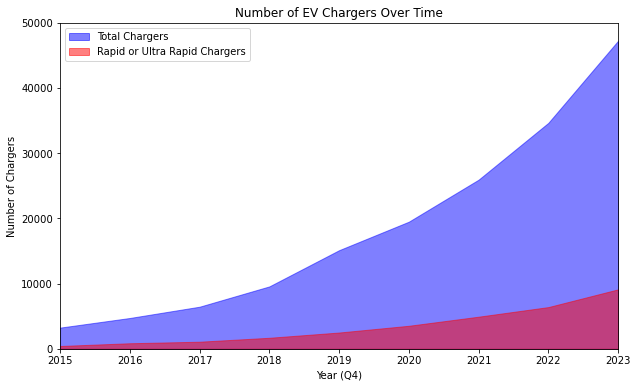 Number of EV Chargers Over Time
Total Chargers
Rapid or Ultra Rapid Chargers
50000
40000
30000
20000
10000
0
Number of Chargers
2015 2016 2017 2018 2019 2020 2021 2022 2023
Year (Q4)